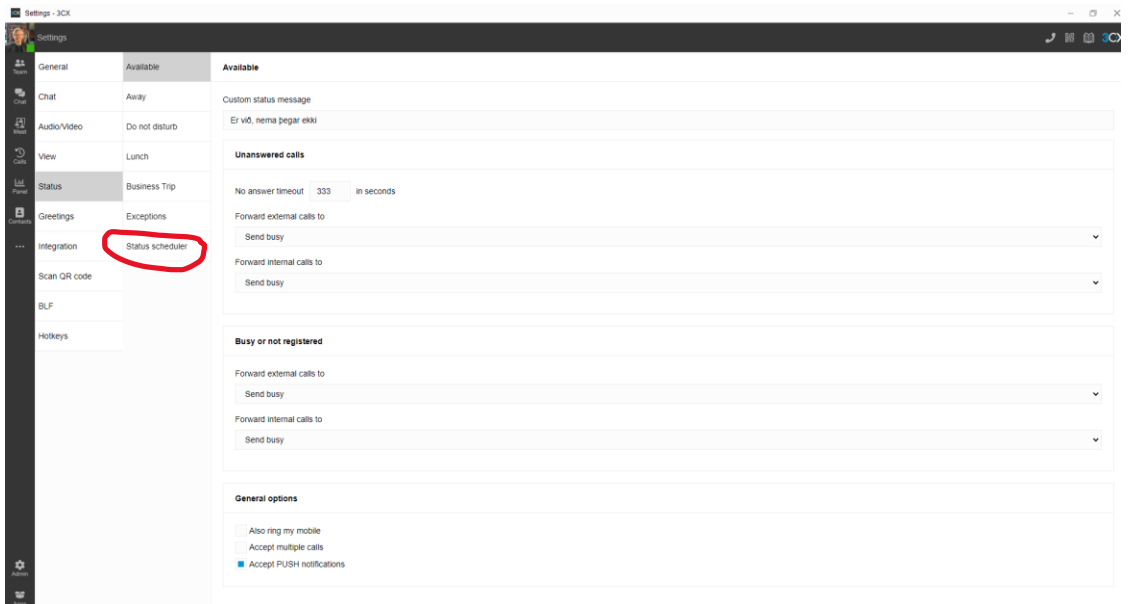 Settings - 3CX
Settings
3CX
Team
Chat
Meet
Calls
Panel
Contacts
Admin
General
Chat
Audio/Video
View
Status
Greetings
Integration
Scan QR code
BLF
Hotkeys
Available
Away
Do not disturb
Lunch
Business Trip
Exceptions
Status scheduler
Available
Custom status message
Er við, nema þegar ekki
Unanswered calls
No answer timeout 333 in seconds
Forward external calls to
Send busy
Forward internal calls to
Send busy
Busy or not registered
Forward external calls to
Send busy
Forward internal calls to
Send busy
General options
Also ring my mobile
Accept multiple calls
Accept PUSH notifications